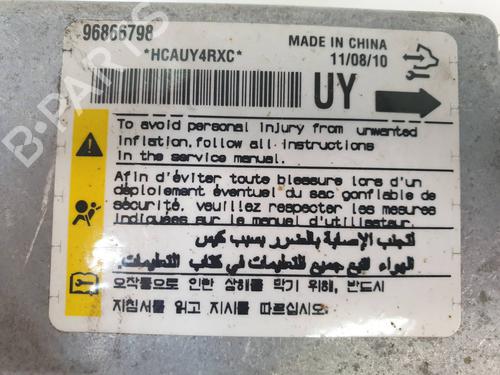 96866798
MADE IN CHINA
*HCAUY4RXC*
11/08/10
UY
To avoid personal injury from unwanted
inflation, follow all instructions
in the service manual.
Afin d'éviter toute blessure lors d'un
déploiement éventuel du sac gonflable de
sécurité, veuillez respecter les mesures
indiquées sur le manuel d'utilisateur.
لتجنب الإصابة بالضرر بسبب كيس
الهواء اتبع جميع التعليمات في كتاب التعليمات.
오작동으로 인한 상해를 막기 위해, 반드시
지침서를 읽고 지시를 따르십시오.
B-PARTS